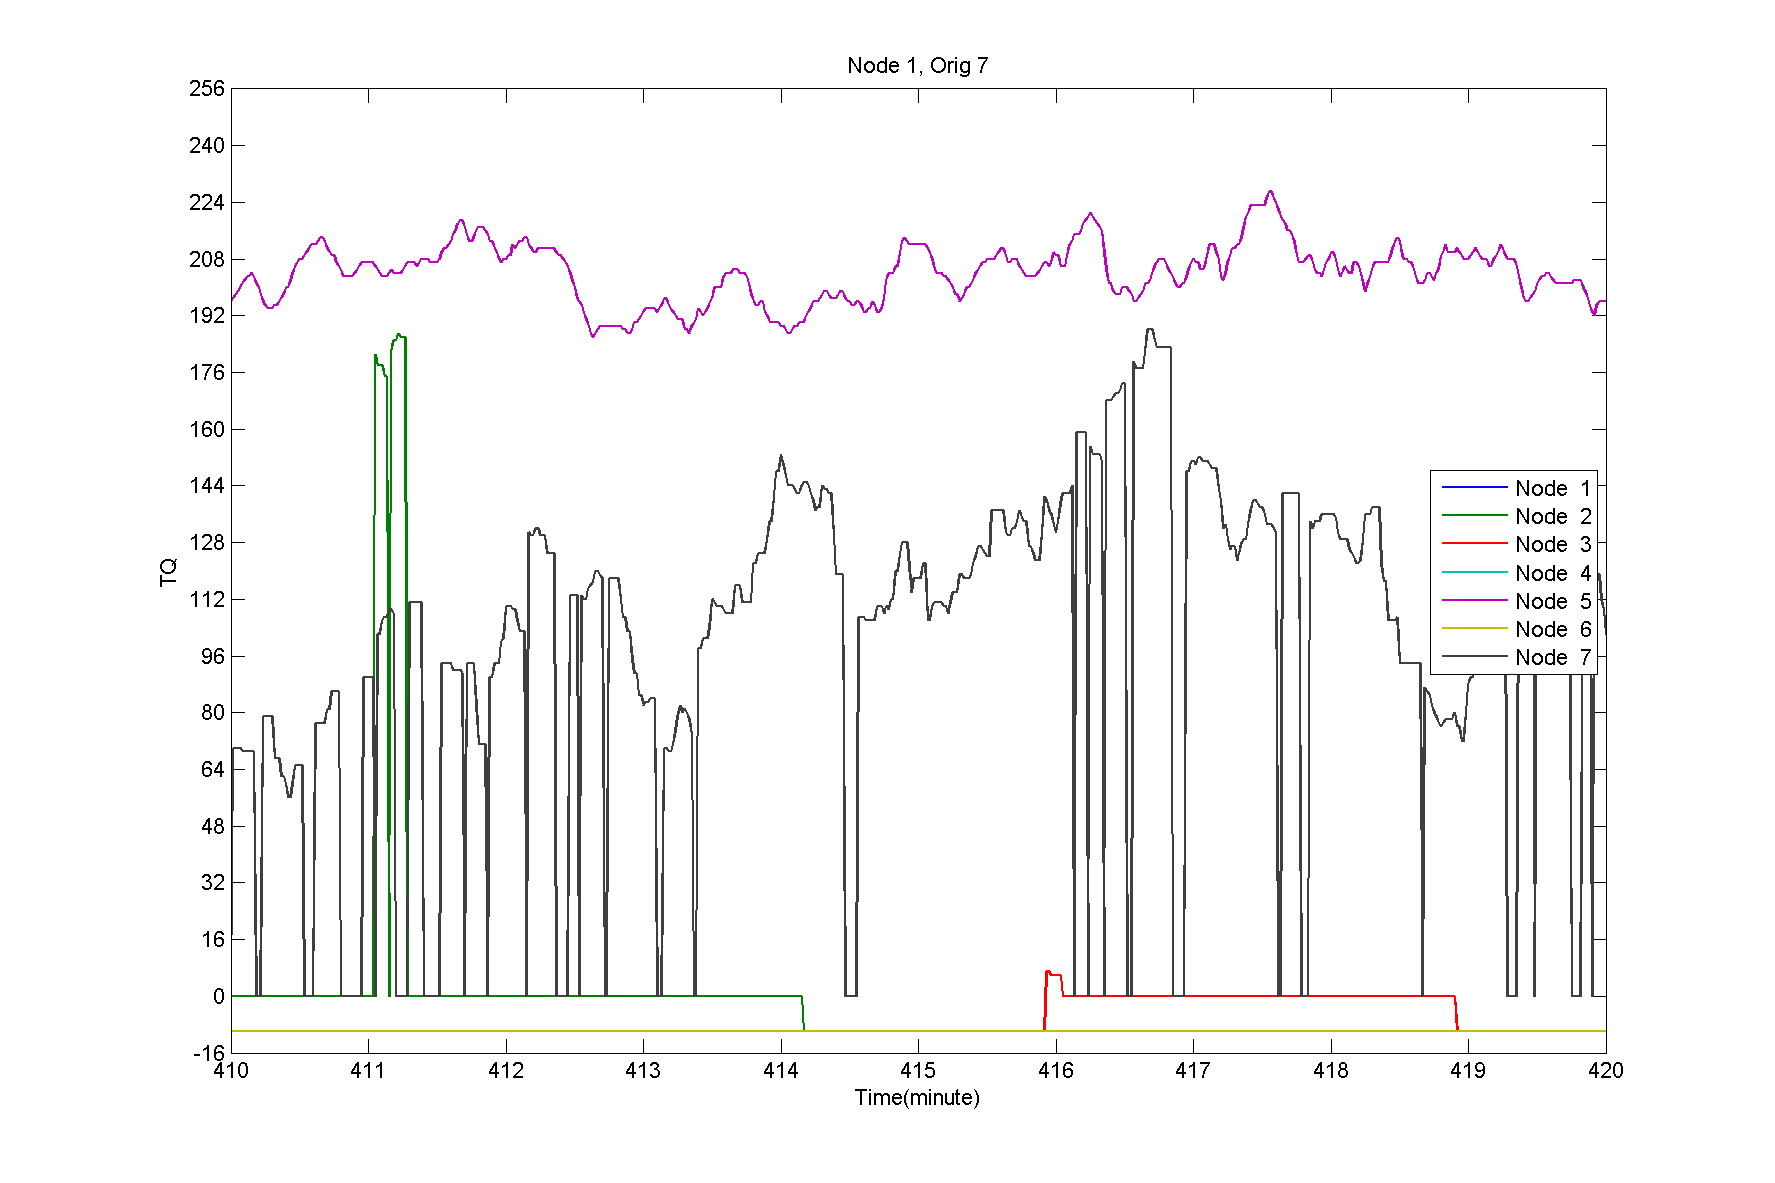 Node 1, Orig 7
256
240
224
208
192
176
160
144
128
112
96
80
64
48
32
16
0
-16
TQ
Node 1
Node 2
Node 3
Node 4
Node 5
Node 6
Node 7
410 411 412 413 414 415 416 417 418 419 420
Time(minute)